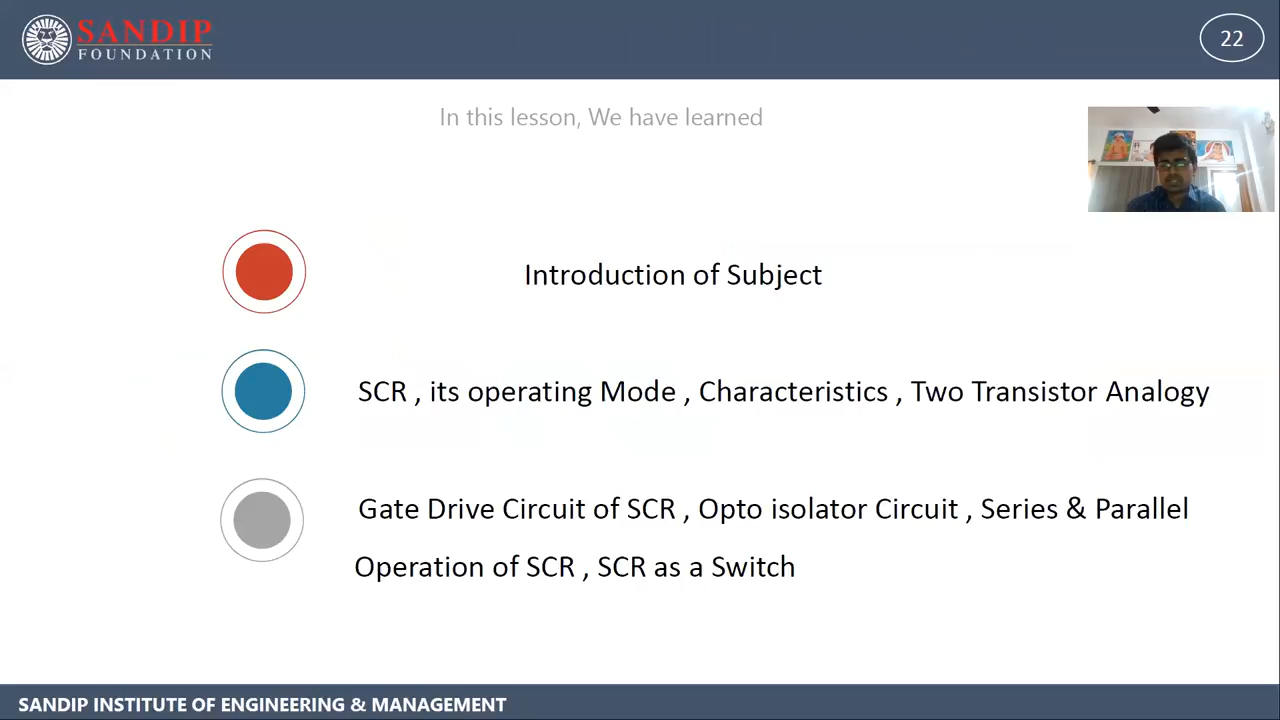 SANDIP
FOUNDATION
22
In this lesson, We have learned
Introduction of Subject
SCR , its operating Mode , Characteristics , Two Transistor Analogy
Gate Drive Circuit of SCR , Opto isolator Circuit , Series & Parallel
Operation of SCR , SCR as a Switch
SANDIP INSTITUTE OF ENGINEERING & MANAGEMENT